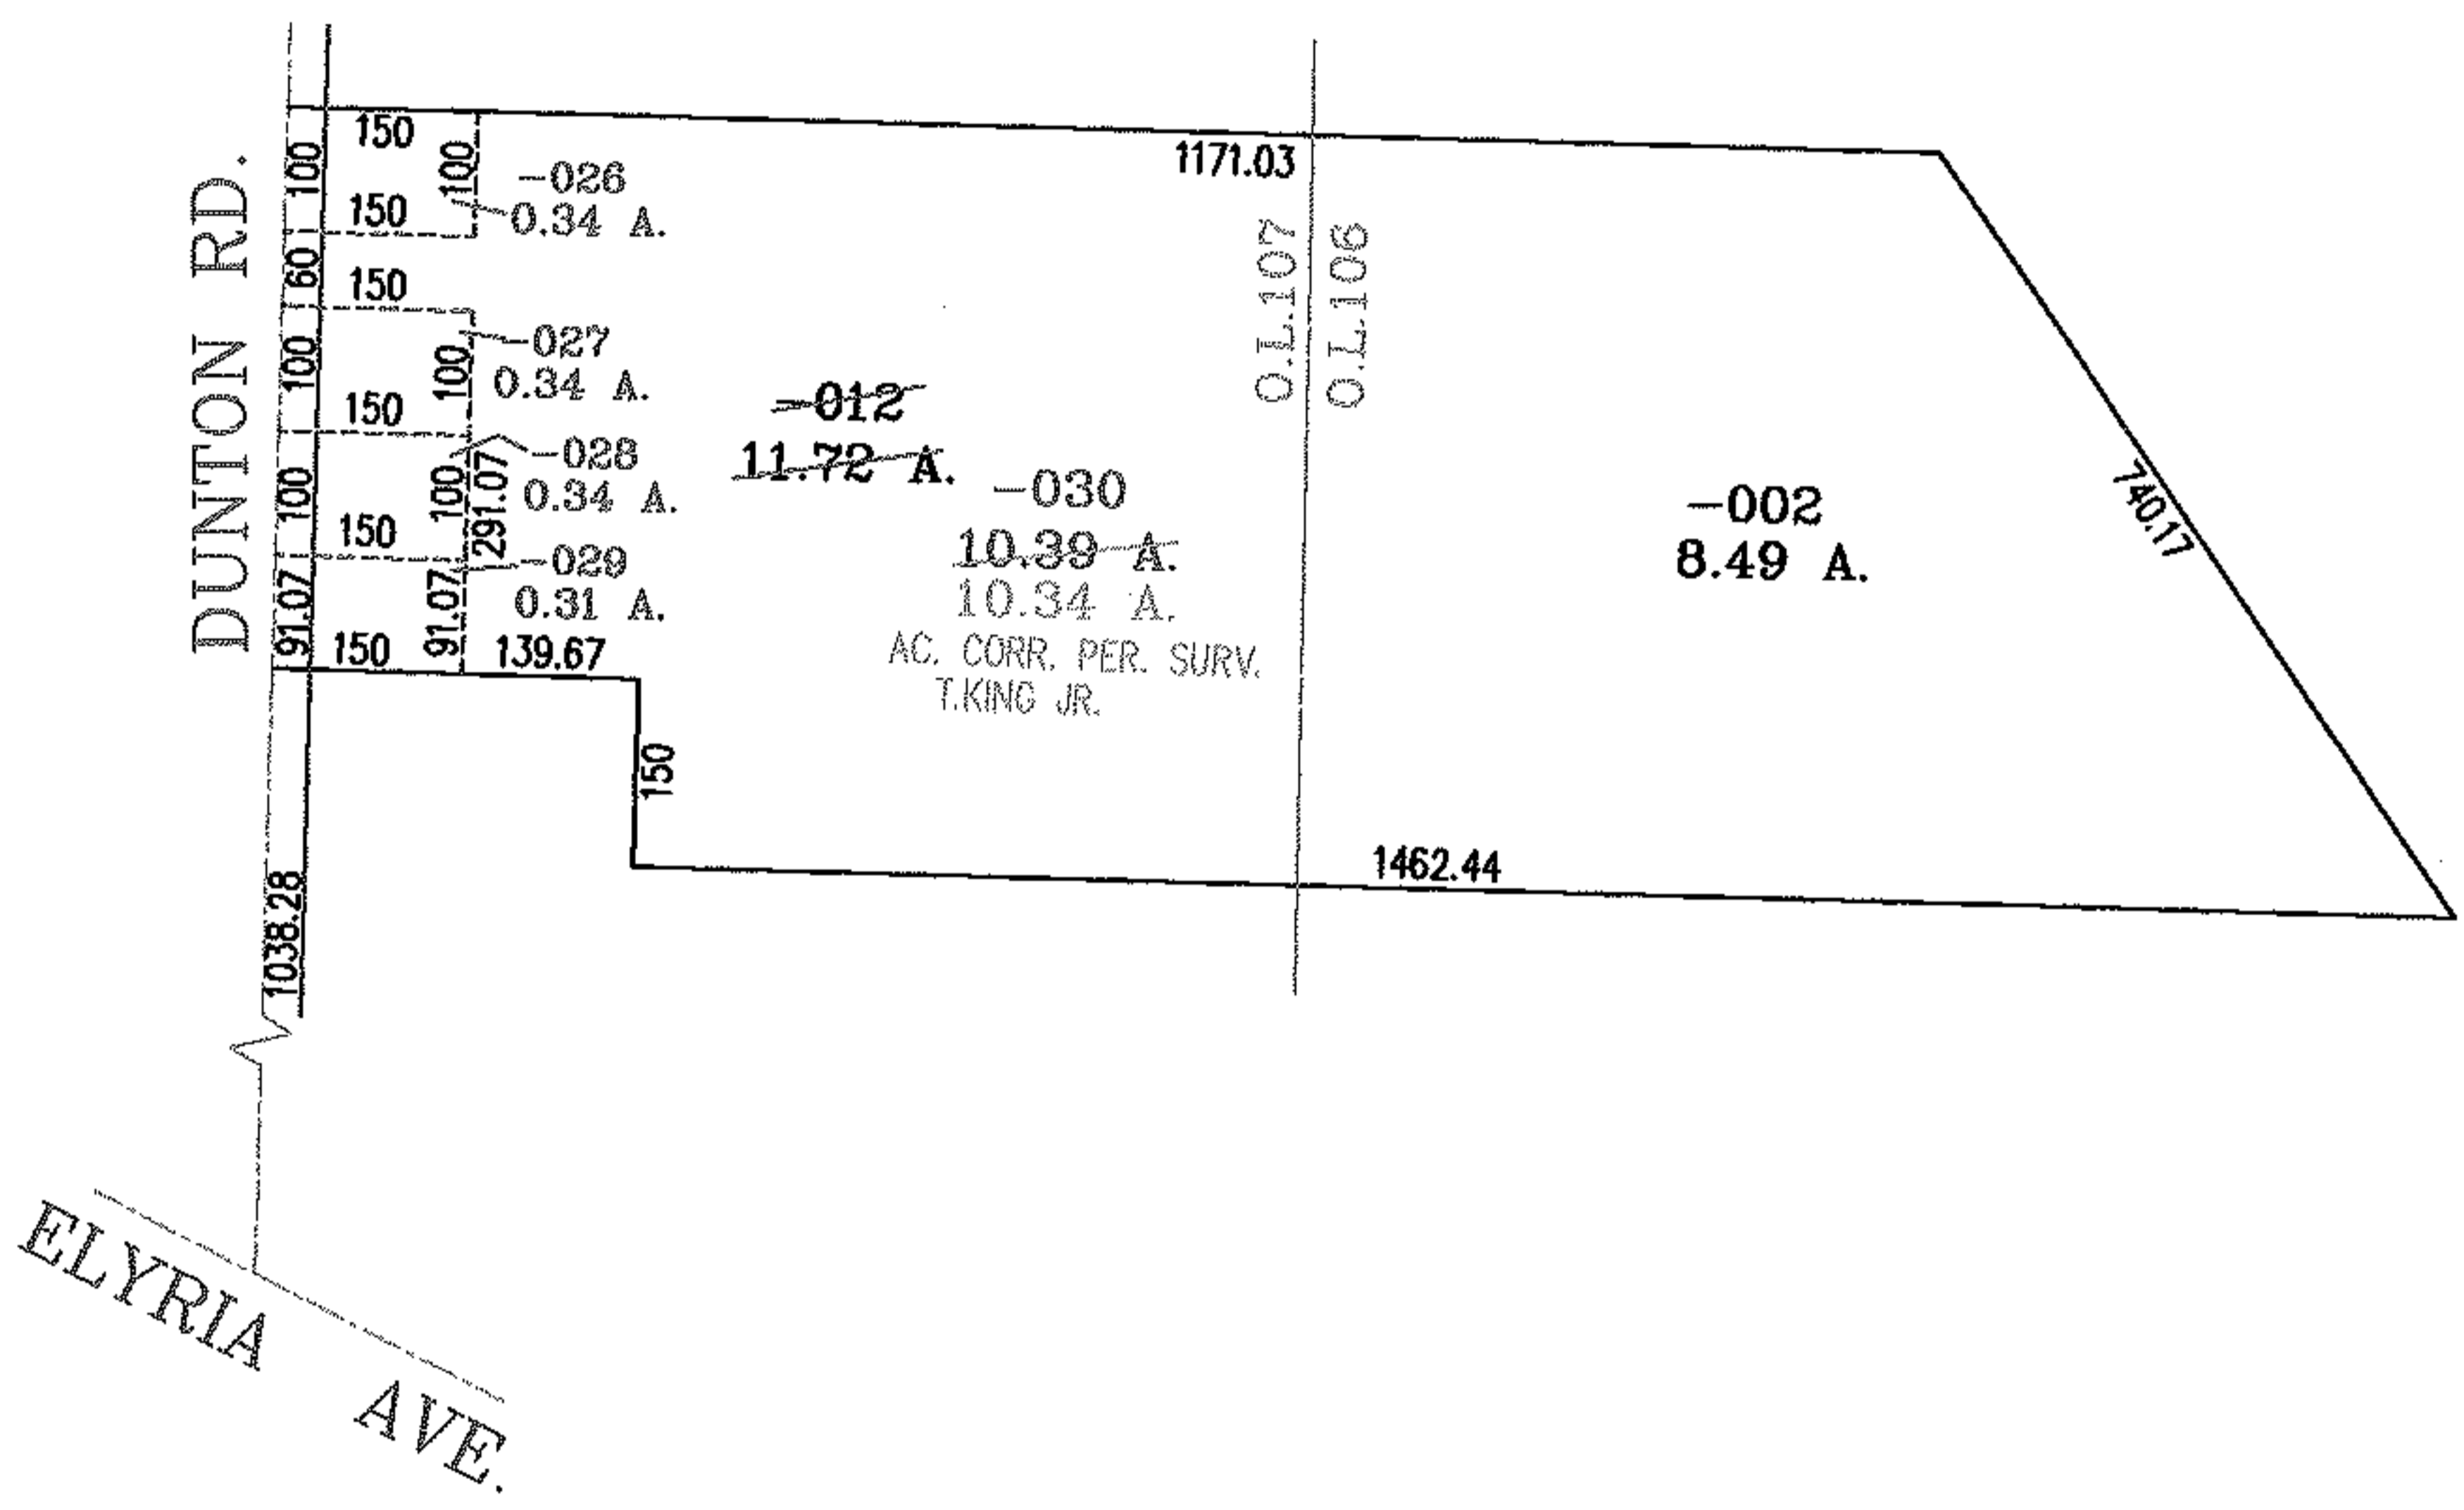 DUNTON RD.
150
100
100
-026
0.34 A.
150
60
150
100
100
-027
0.34 A.
150
100
100
291.07
-028
0.34 A.
150
91.07
91.07
-029
0.31 A.
150
139.67
150
1038.28
-012
11.72 A.
-030
10.39 A.
10.34 A.
AC. CORR. PER. SURV.
T.KING JR.
1171.03
O.L.107
O.L.106
-002
8.49 A.
740.17
1462.44
ELYRIA AVE.